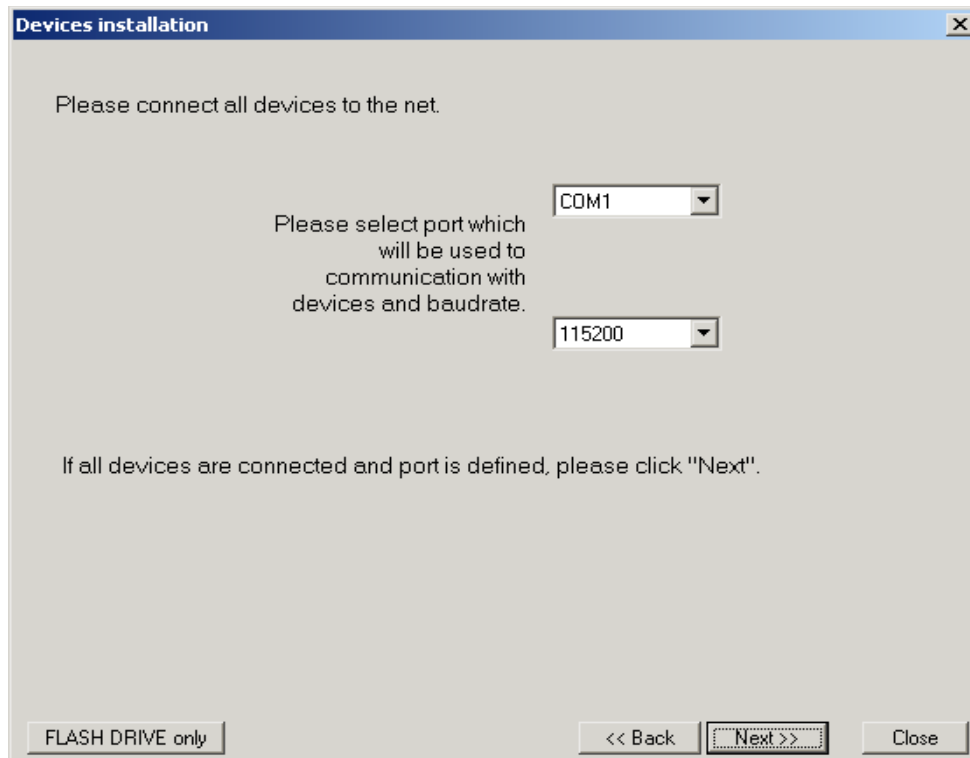 Devices installation
Please connect all devices to the net.
COM1
Please select port which
will be used to
communication with
devices and baudrate.
115200
If all devices are connected and port is defined, please click "Next".
FLASH DRIVE only
<< Back
Next >>
Close